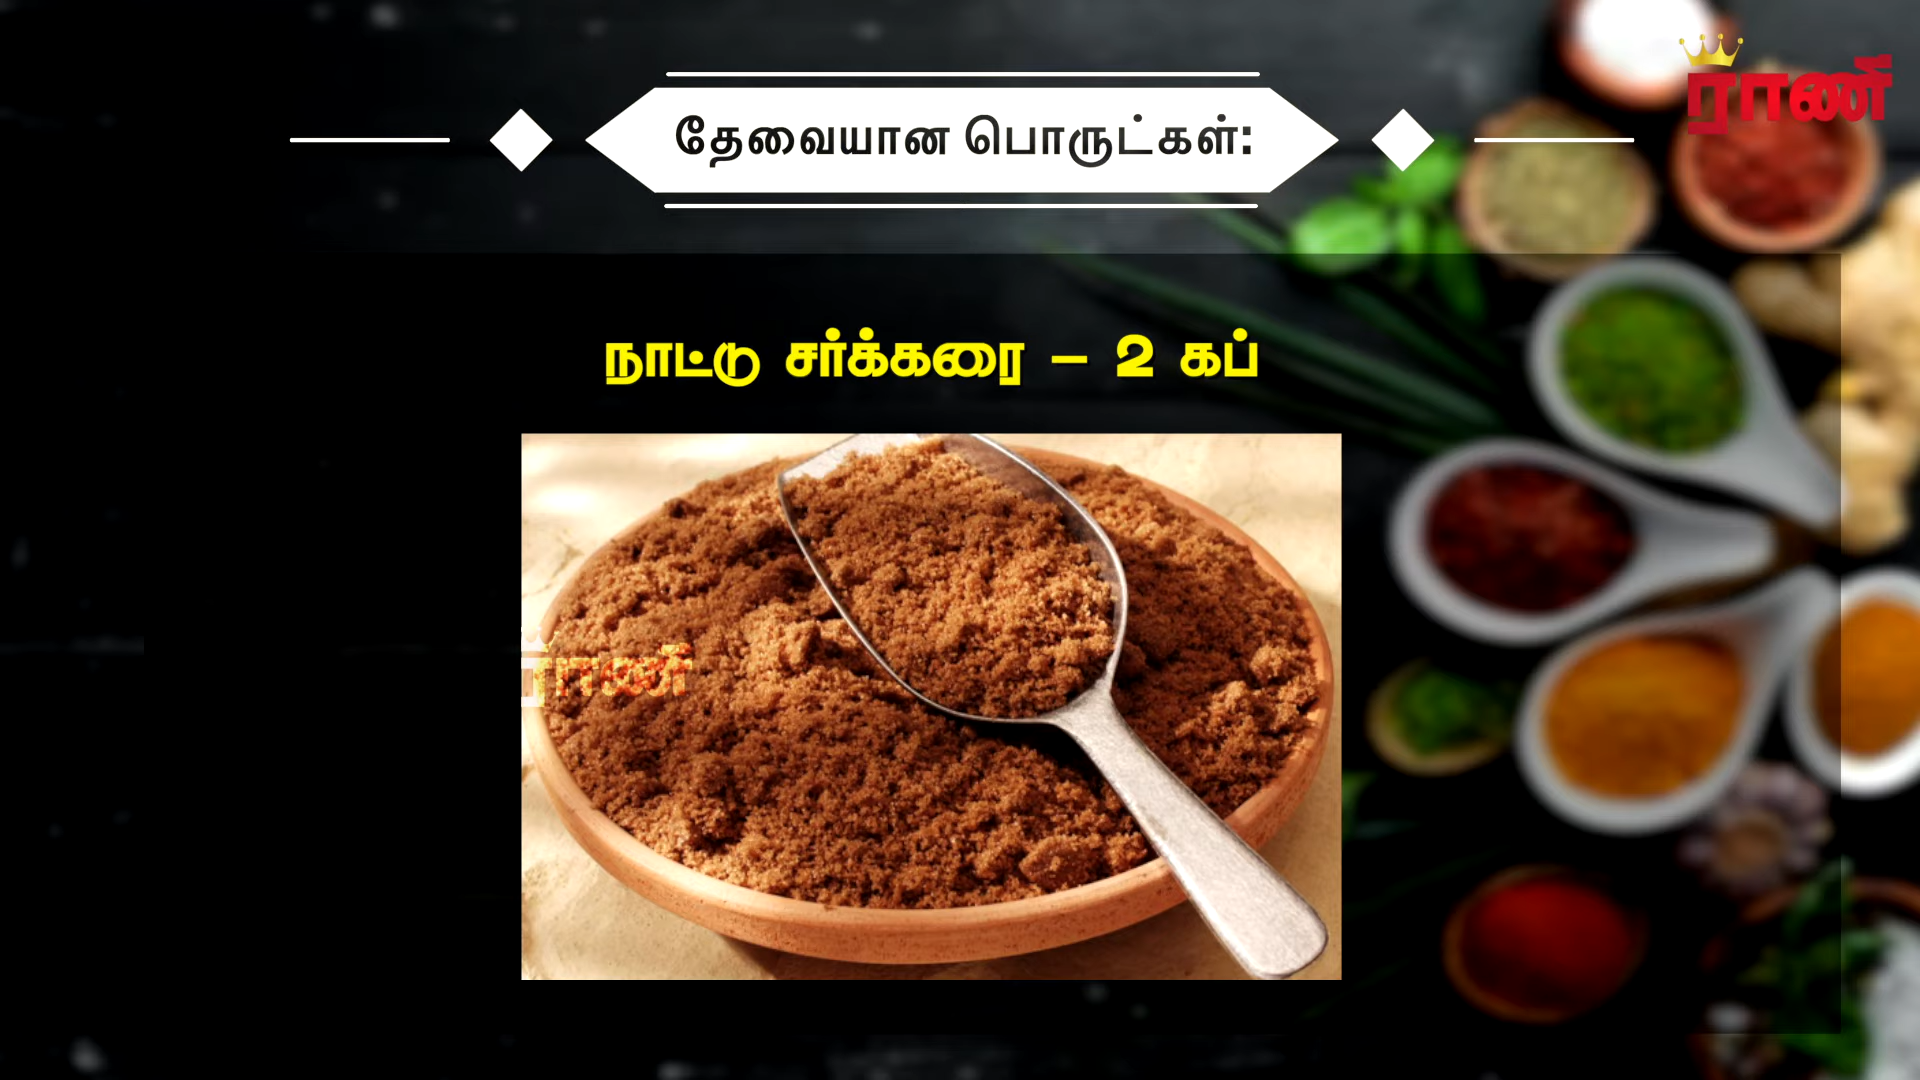 ராணி
தேவையான பொருட்கள்:
நாட்டு சர்க்கரை – 2 கப்
ராணி